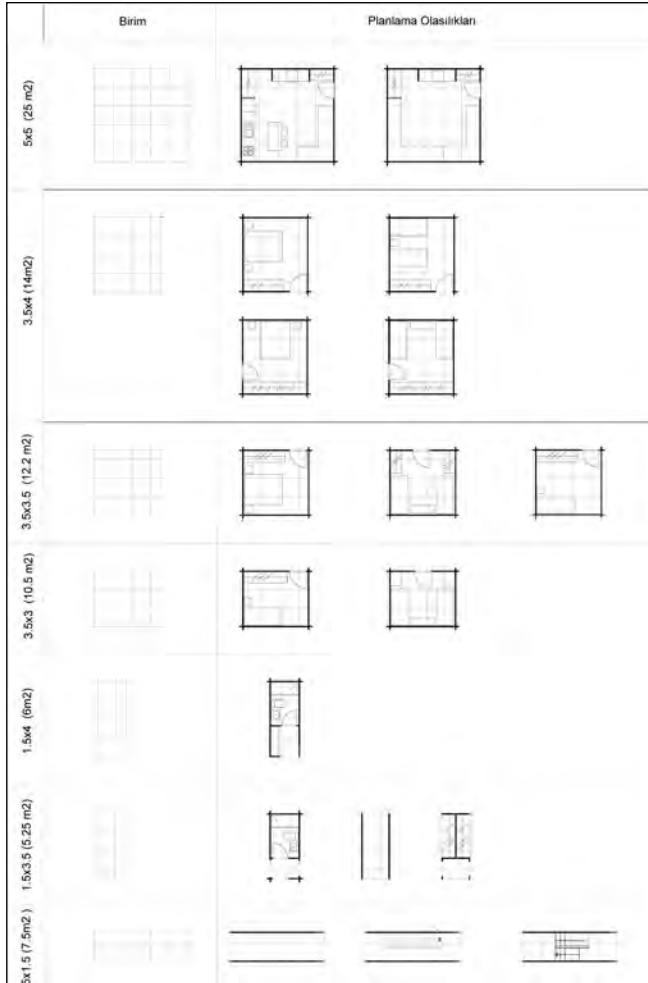 Birim
Planlama Olasılıkları
5x5 (25 m2)
3.5x4 (14m2)
3.5x3.5 (12.2 m2)
3.5x3 (10.5 m2)
1.5x4 (6m2)
1.5x3.5 (5.25 m2)
5x1.5 (7.5m2 )